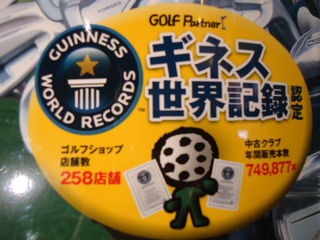 FORGED
GOLF Partner
GUINNESS
WORLD RECORDS
TM
ギネス
世界記録
認定
ゴルフショップ
店舗数
258店舗
中古クラブ
年間販売本数
749,877本